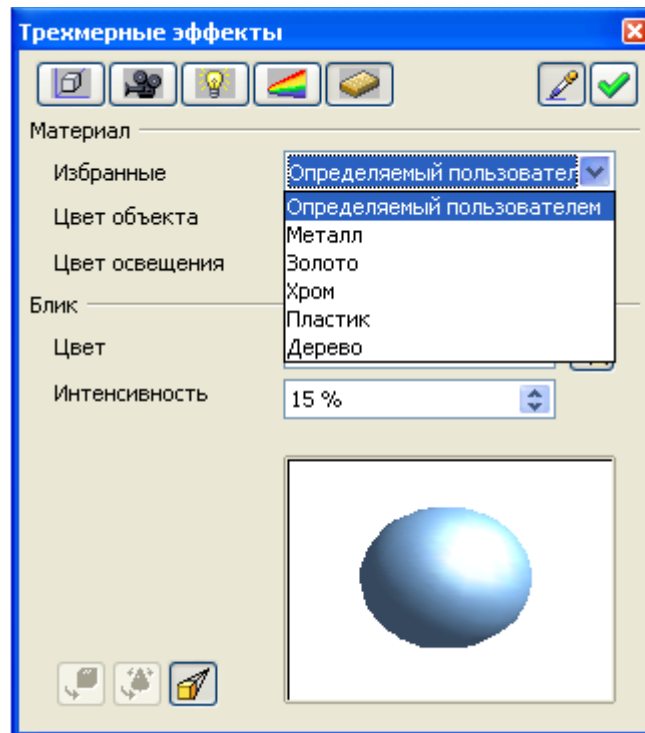 Трехмерные эффекты
Материал
Избранные
Определяемый пользовател
Определяемый пользователем
Цвет объекта
Металл
Цвет освещения
Золото
Хром
Блик
Пластик
Цвет
Дерево
Интенсивность
15 %